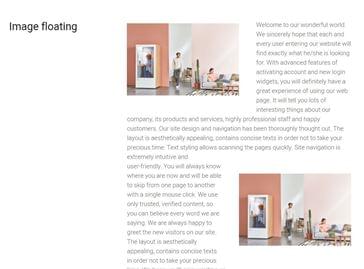 Image floating
Welcome to our wonderful world.
We sincerely hope that each and
every user entering our website will
find exactly what he/she is looking
for. With advanced features of
activating account and new login
widgets, you will definitely have a
great experience of using our web
page. It will tell you lots of
interesting things about our
company, its products and services, highly professional staff and happy
customers. Our site design and navigation has been thoroughly thought out. The
layout is aesthetically appealing, contains concise texts in order not to take your
precious time. Text styling allows scanning the pages quickly. Site navigation is
extremely intuitive and
user-friendly. You will always know
where you are now and will be able
to skip from one page to another
with a single mouse click. We use
only trusted, verified content, so
you can believe every word we are
saying. We are always happy to
greet the new visitors on our site.
The layout is aesthetically
appealing, contains concise texts
in order not to take your precious